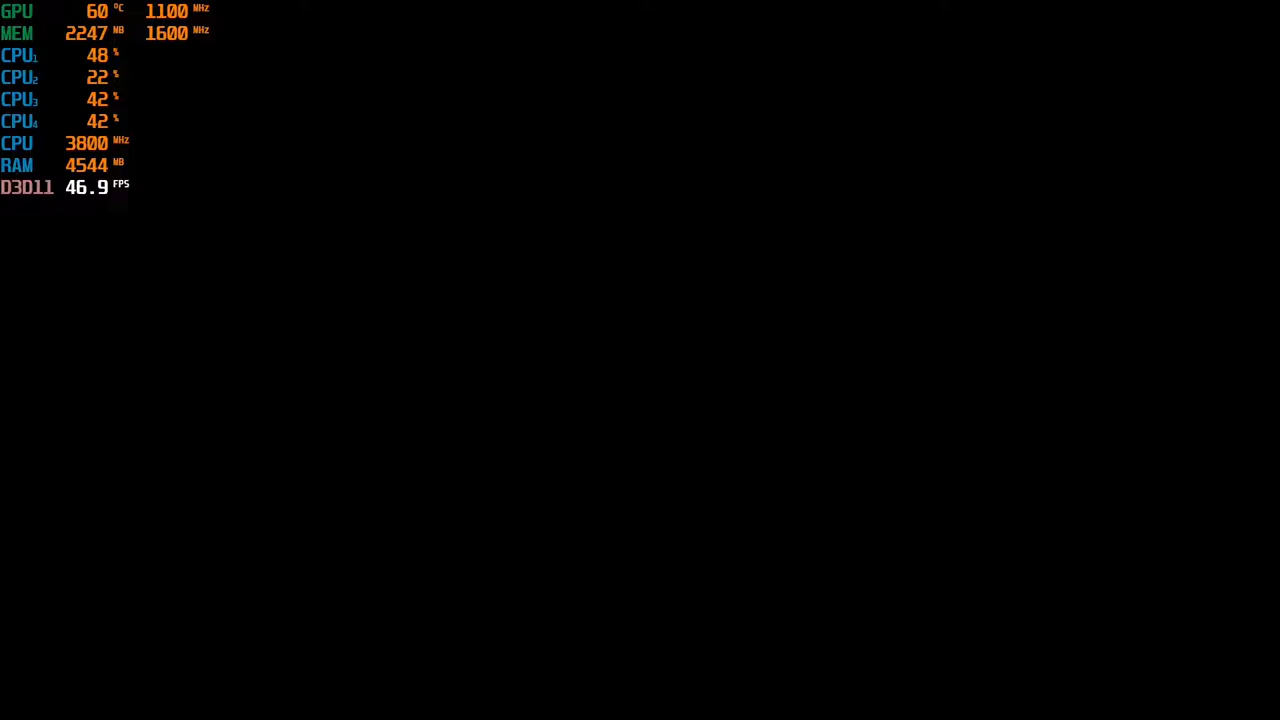 GPU 60 °C 1100 MHz
MEM 2247 MB 1600 MHz
CPU1 48 %
CPU2 22 %
CPU3 42 %
CPU4 42 %
CPU 3800 MHz
RAM 4544 MB
D3D11 46.9 FPS